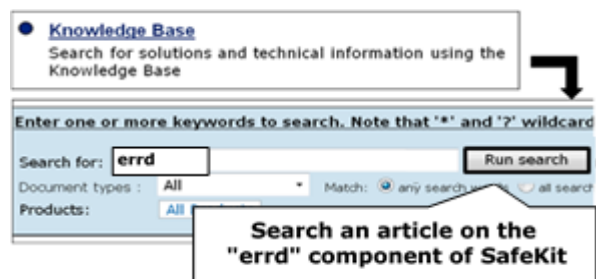 Knowledge Base
Search for solutions and technical information using the
Knowledge Base
Enter one or more keywords to search. Note that '*' and '?' wildcard
Search for: errd Run search
Document types : All Match: any search words all search
Products: All
Search an article on the
"errd" component of SafeKit